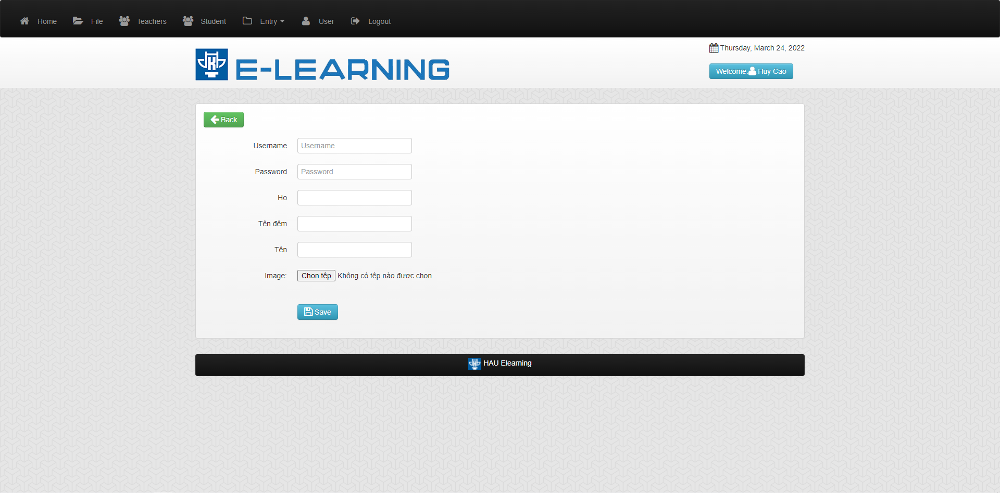 Home File Teachers Student Entry User Logout
Thursday, March 24, 2022
E-LEARNING
Welcome: Huy Cao
Back
Username Username
Password Password
Họ
Tên đệm
Tên
Image: Chọn tệp Không có tệp nào được chọn
Save
HAU Elearning